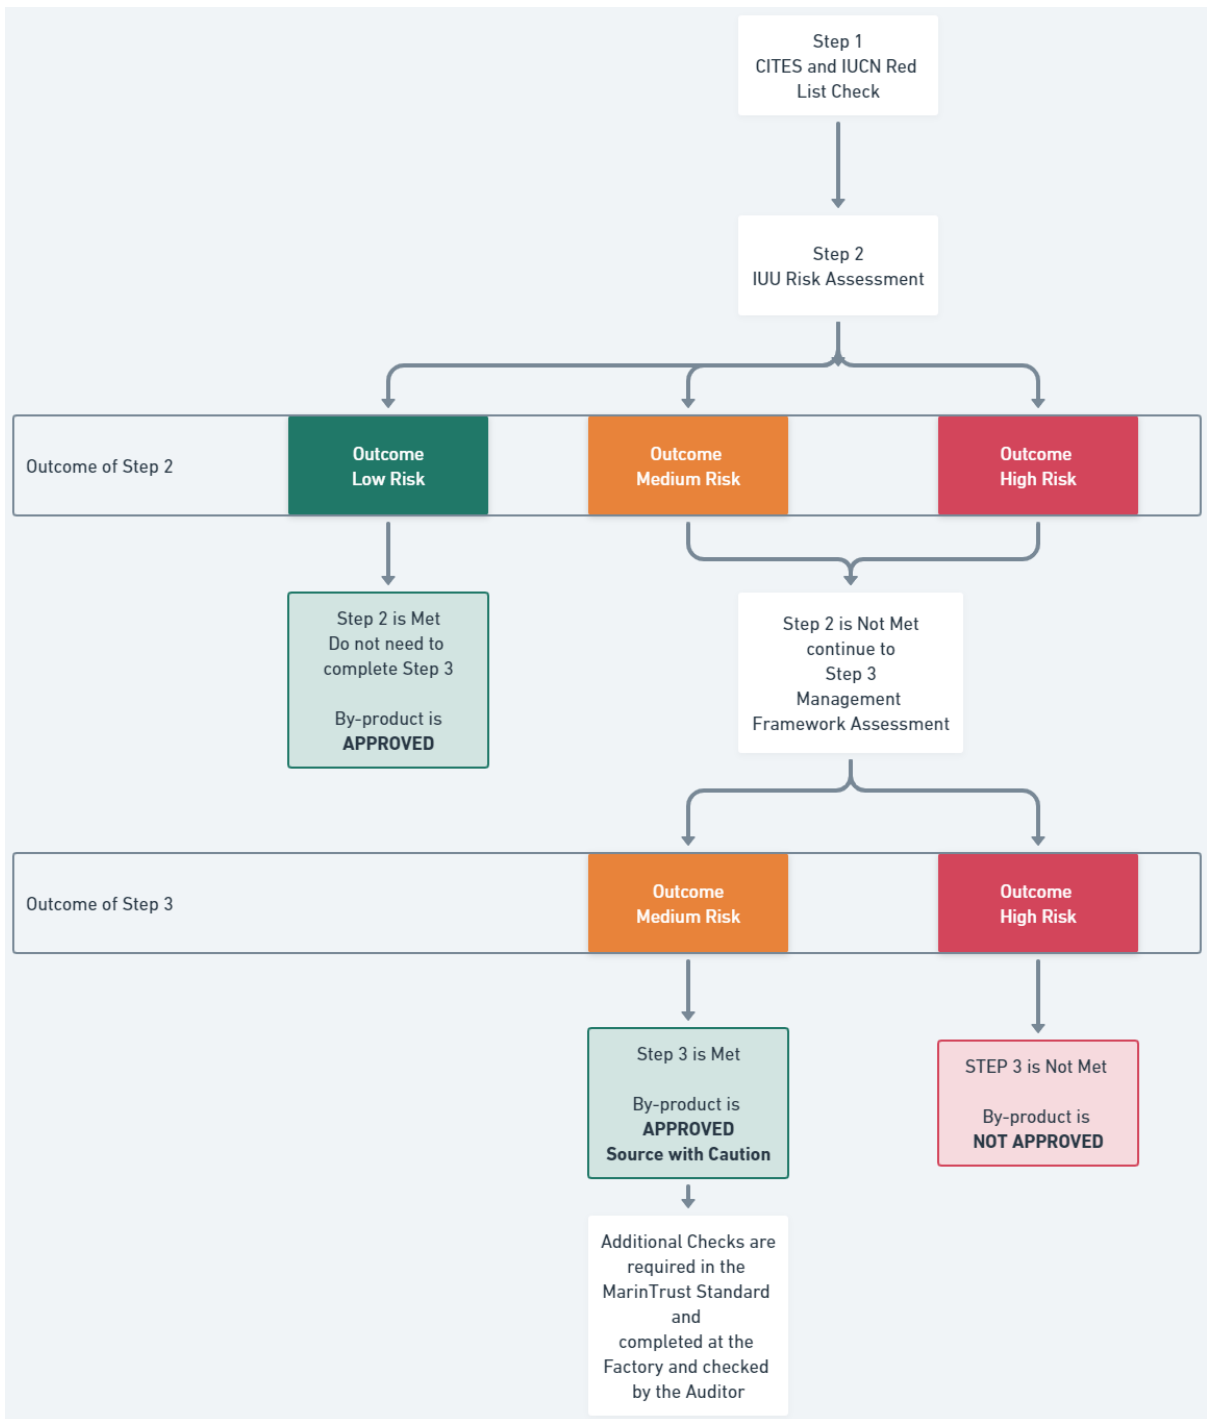 Step 1
CITES and IUCN Red
List Check
Step 2
IUU Risk Assessment
Outcome of Step 2
Outcome
Low Risk
Outcome
Medium Risk
Outcome
High Risk
Step 2 is Met
Do not need to
complete Step 3
By-product is
APPROVED
Step 2 is Not Met
continue to
Step 3
Management
Framework Assessment
Outcome of Step 3
Outcome
Medium Risk
Outcome
High Risk
Step 3 is Met
By-product is
APPROVED
Source with Caution
STEP 3 is Not Met
By-product is
NOT APPROVED
Additional Checks are
required in the
MarinTrust Standard
and
completed at the
Factory and checked
by the Auditor